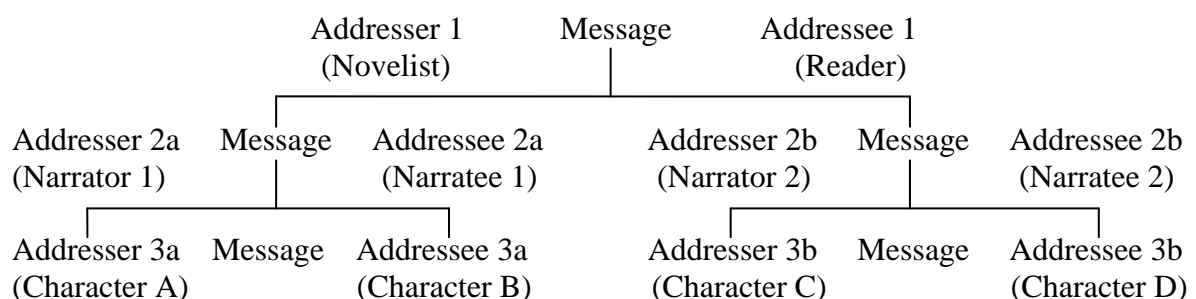 Addresser 1 Message Addressee 1
(Novelist) (Reader)
Addresser 2a Message Addressee 2a Addresser 2b Message Addressee 2b
(Narrator 1) (Narratee 1) (Narrator 2) (Narratee 2)
Addresser 3a Message Addressee 3a Addresser 3b Message Addressee 3b
(Character A) (Character B) (Character C) (Character D)